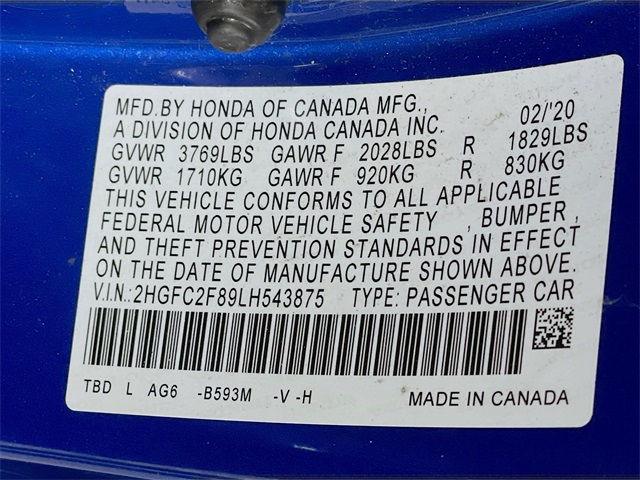 MFD.BY HONDA OF CANADA MFG., 02/'20
A DIVISION OF HONDA CANADA INC.
GVWR 3769LBS GAWR F 2028LBS R 1829LBS
GVWR 1710KG GAWR F 920KG R 830KG
THIS VEHICLE CONFORMS TO ALL APPLICABLE
FEDERAL MOTOR VEHICLE SAFETY , BUMPER ,
AND THEFT PREVENTION STANDARDS IN EFFECT
ON THE DATE OF MANUFACTURE SHOWN ABOVE.
V.I.N.:2HGFC2F89LH543875 TYPE: PASSENGER CAR
TBD L AG6 -B593M -V -H MADE IN CANADA